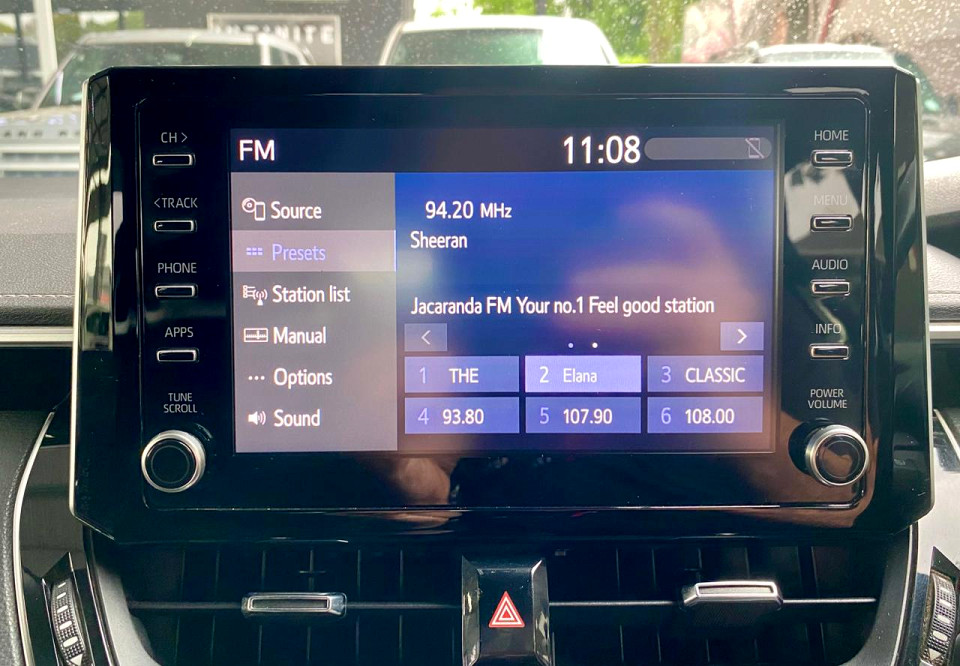 CH >
<TRACK
PHONE
APPS
TUNE
SCROLL
FM
11:08
Source
Presets
Station list
Manual
Options
Sound
94.20 MHz
Sheeran
Jacaranda FM Your no.1 Feel good station
<
>
1 THE
2 Elana
3 CLASSIC
4 93.80
5 107.90
6 108.00
HOME
MENU
AUDIO
INFO
POWER
VOLUME